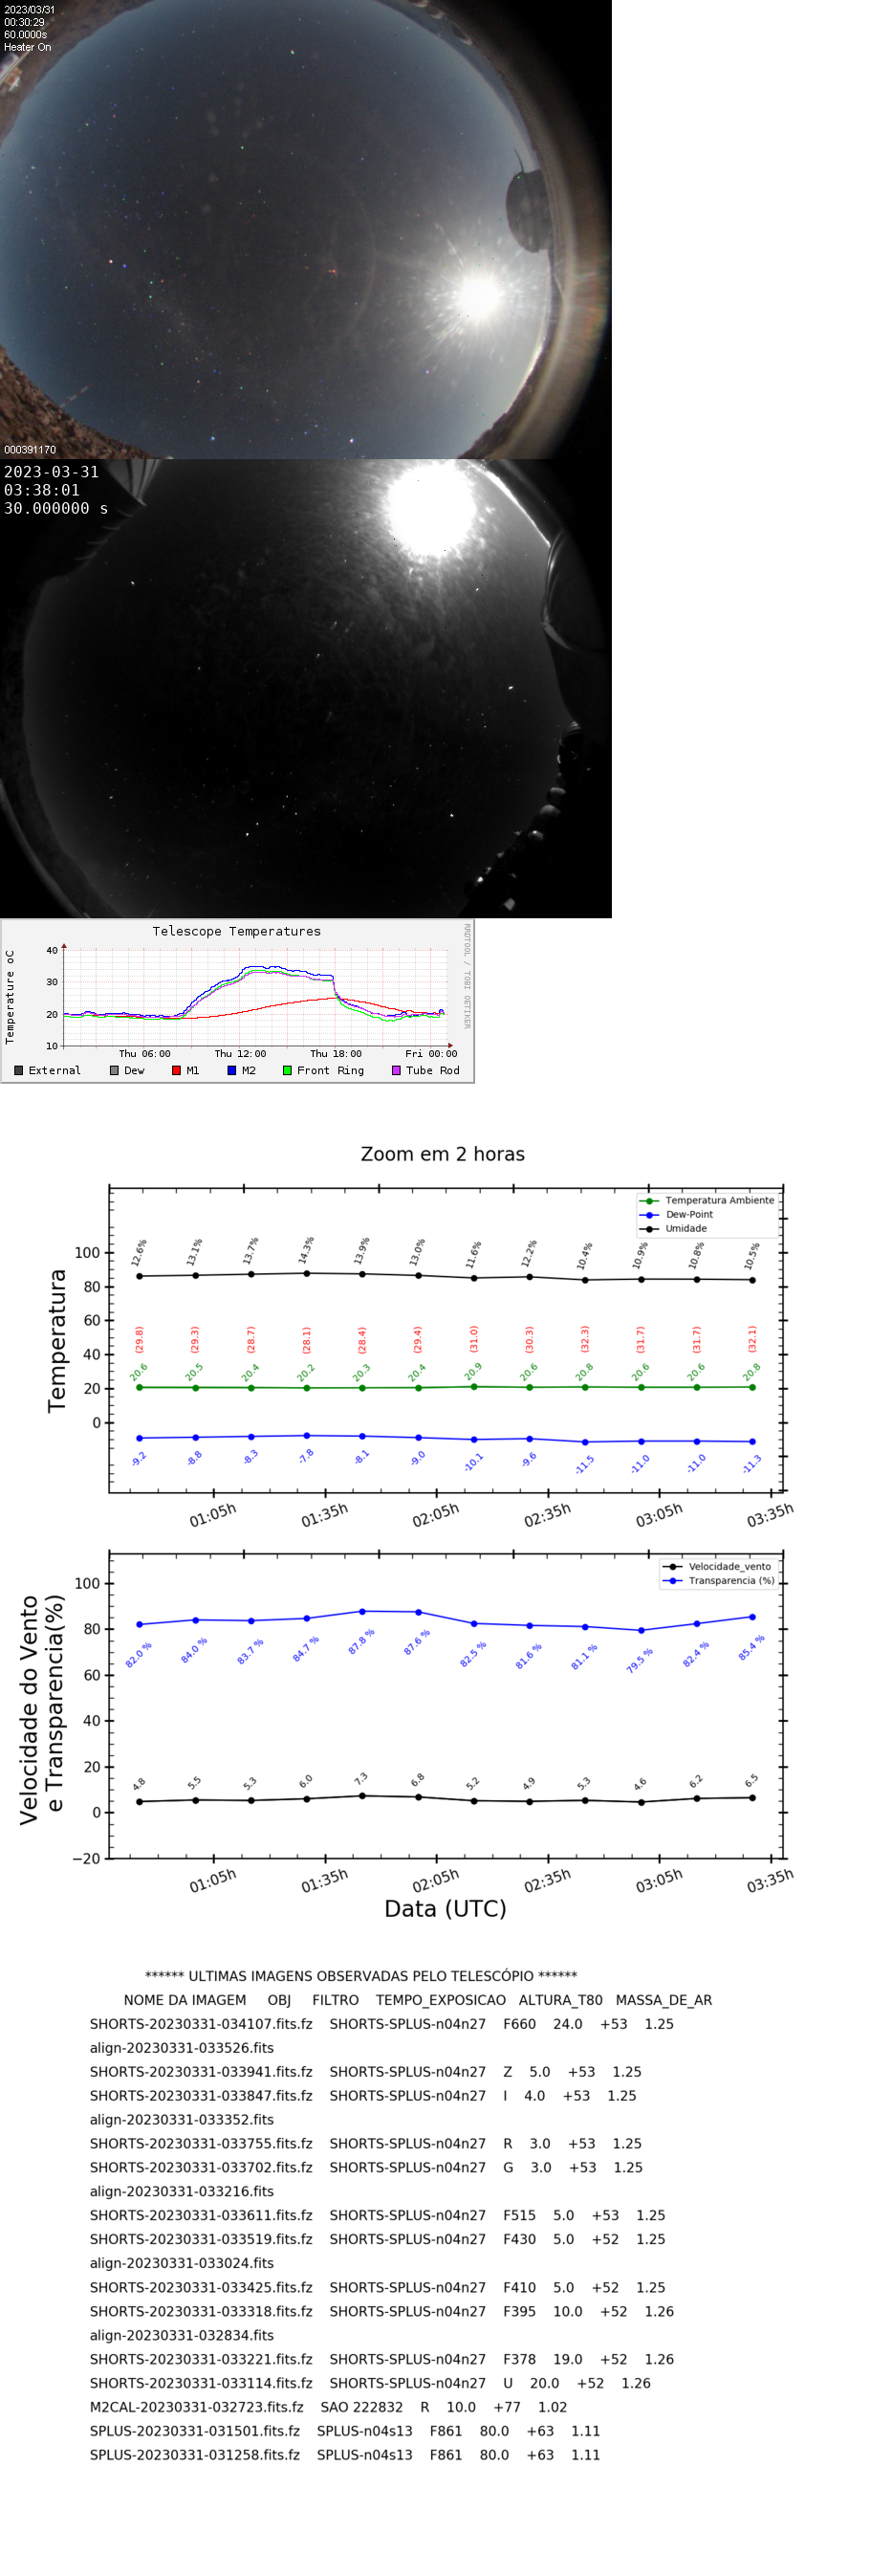 2023/03/31
00:30:29
60.0000s
Heater On
000391170
2023-03-31
03:38:01
30.000000 s
Telescope Temperatures
RRDTOOL / TOBI OETIKER
Temperature oC
40
30
20
10
Thu 06:00 Thu 12:00 Thu 18:00 Fri 00:00
External Dew M1 M2 Front Ring Tube Rod
Zoom em 2 horas
Temperatura Ambiente
Dew-Point
Umidade
Temperatura
100
80
60
40
20
0
12.6% 13.1% 13.7% 14.3% 13.9% 13.0% 11.6% 12.2% 10.4% 10.9% 10.8% 10.5%
(29.8) (29.3) (28.7) (28.1) (28.4) (29.4) (31.0) (30.3) (32.3) (31.7) (31.7) (32.1)
20.6 20.5 20.4 20.2 20.3 20.4 20.9 20.6 20.8 20.6 20.6 20.8
-9.2 -8.8 -8.3 -7.8 -8.1 -9.0 -10.1 -9.6 -11.5 -11.0 -11.0 -11.3
01:05h 01:35h 02:05h 02:35h 03:05h 03:35h
Velocidade_vento
Transparencia (%)
Velocidade do Vento
e Transparencia(%)
100
80
60
40
20
0
−20
82.0 % 84.0 % 83.7 % 84.7 % 87.8 % 87.6 % 82.5 % 81.6 % 81.1 % 79.5 % 82.4 % 85.4 %
4.8 5.5 5.3 6.0 7.3 6.8 5.2 4.9 5.3 4.6 6.2 6.5
01:05h 01:35h 02:05h 02:35h 03:05h 03:35h
Data (UTC)
****** ULTIMAS IMAGENS OBSERVADAS PELO TELESCÓPIO ******
NOME DA IMAGEM OBJ FILTRO TEMPO_EXPOSICAO ALTURA_T80 MASSA_DE_AR
SHORTS-20230331-034107.fits.fz SHORTS-SPLUS-n04n27 F660 24.0 +53 1.25
align-20230331-033526.fits
SHORTS-20230331-033941.fits.fz SHORTS-SPLUS-n04n27 Z 5.0 +53 1.25
SHORTS-20230331-033847.fits.fz SHORTS-SPLUS-n04n27 I 4.0 +53 1.25
align-20230331-033352.fits
SHORTS-20230331-033755.fits.fz SHORTS-SPLUS-n04n27 R 3.0 +53 1.25
SHORTS-20230331-033702.fits.fz SHORTS-SPLUS-n04n27 G 3.0 +53 1.25
align-20230331-033216.fits
SHORTS-20230331-033611.fits.fz SHORTS-SPLUS-n04n27 F515 5.0 +53 1.25
SHORTS-20230331-033519.fits.fz SHORTS-SPLUS-n04n27 F430 5.0 +52 1.25
align-20230331-033024.fits
SHORTS-20230331-033425.fits.fz SHORTS-SPLUS-n04n27 F410 5.0 +52 1.25
SHORTS-20230331-033318.fits.fz SHORTS-SPLUS-n04n27 F395 10.0 +52 1.26
align-20230331-032834.fits
SHORTS-20230331-033221.fits.fz SHORTS-SPLUS-n04n27 F378 19.0 +52 1.26
SHORTS-20230331-033114.fits.fz SHORTS-SPLUS-n04n27 U 20.0 +52 1.26
M2CAL-20230331-032723.fits.fz SAO 222832 R 10.0 +77 1.02
SPLUS-20230331-031501.fits.fz SPLUS-n04s13 F861 80.0 +63 1.11
SPLUS-20230331-031258.fits.fz SPLUS-n04s13 F861 80.0 +63 1.11